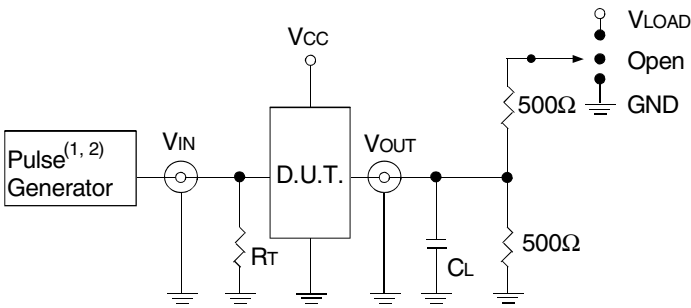 VLOAD
Open
GND
VCC
500Ω
VIN
VOUT
Pulse(1, 2)
Generator
D.U.T.
RT
CL
500Ω